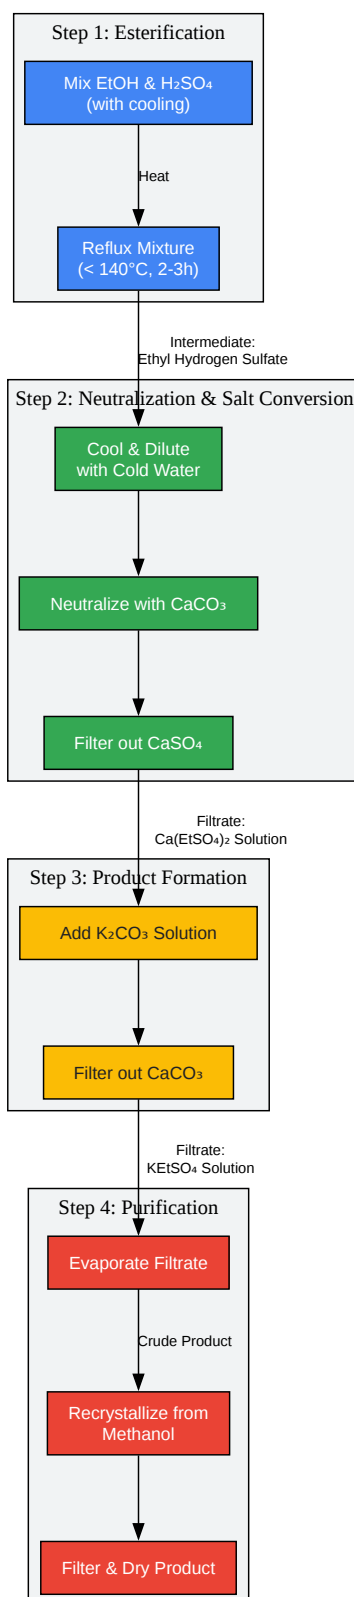 Step 1: Esterification
Mix EtOH & H₂SO₄
(with cooling)
Heat
Reflux Mixture
(< 140°C, 2-3h)
Intermediate:
Ethyl Hydrogen Sulfate
Step 2: Neutralization & Salt Conversion
Cool & Dilute
with Cold Water
Neutralize with CaCO₃
Filter out CaSO₄
Filtrate:
Ca(EtSO₄)₂ Solution
Step 3: Product Formation
Add K₂CO₃ Solution
Filter out CaCO₃
Filtrate:
KEtSO₄ Solution
Step 4: Purification
Evaporate Filtrate
Crude Product
Recrystallize from
Methanol
Filter & Dry Product